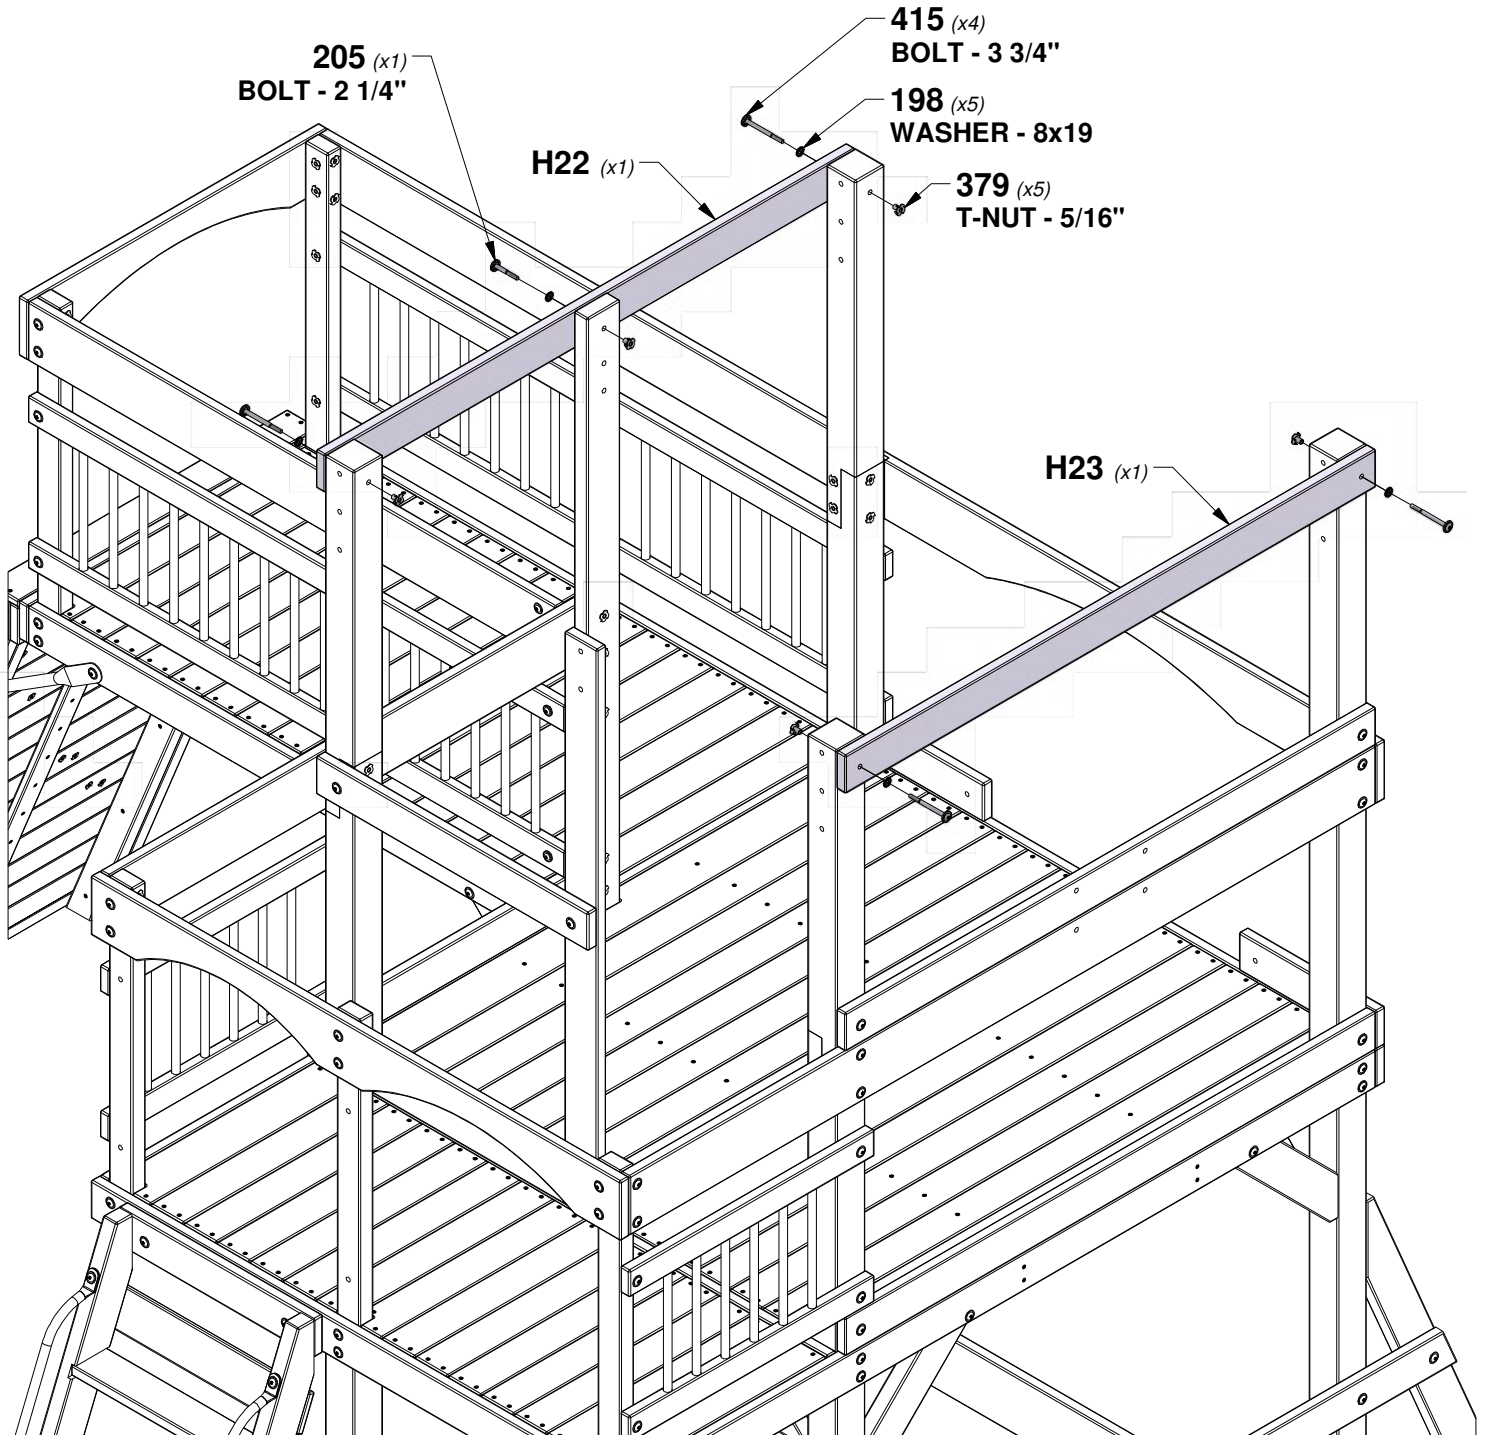 415 (x4)
BOLT - 3 3/4"
205 (x1)
BOLT - 2 1/4"
198 (x5)
WASHER - 8x19
H22 (x1)
379 (x5)
T-NUT - 5/16"
H23 (x1)